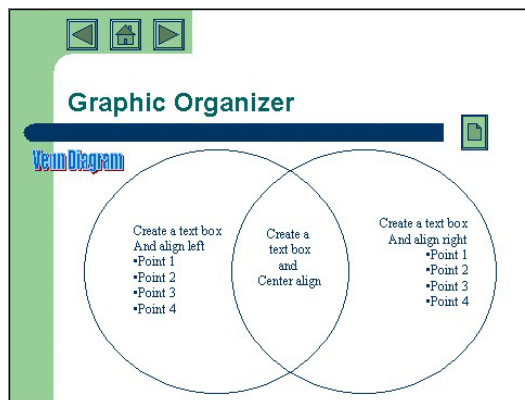 Graphic Organizer
Venn Diagram
Create a text box
And align left
•Point 1
•Point 2
•Point 3
•Point 4
Create a
text box
and
Center align
Create a text box
And align right
•Point 1
•Point 2
•Point 3
•Point 4